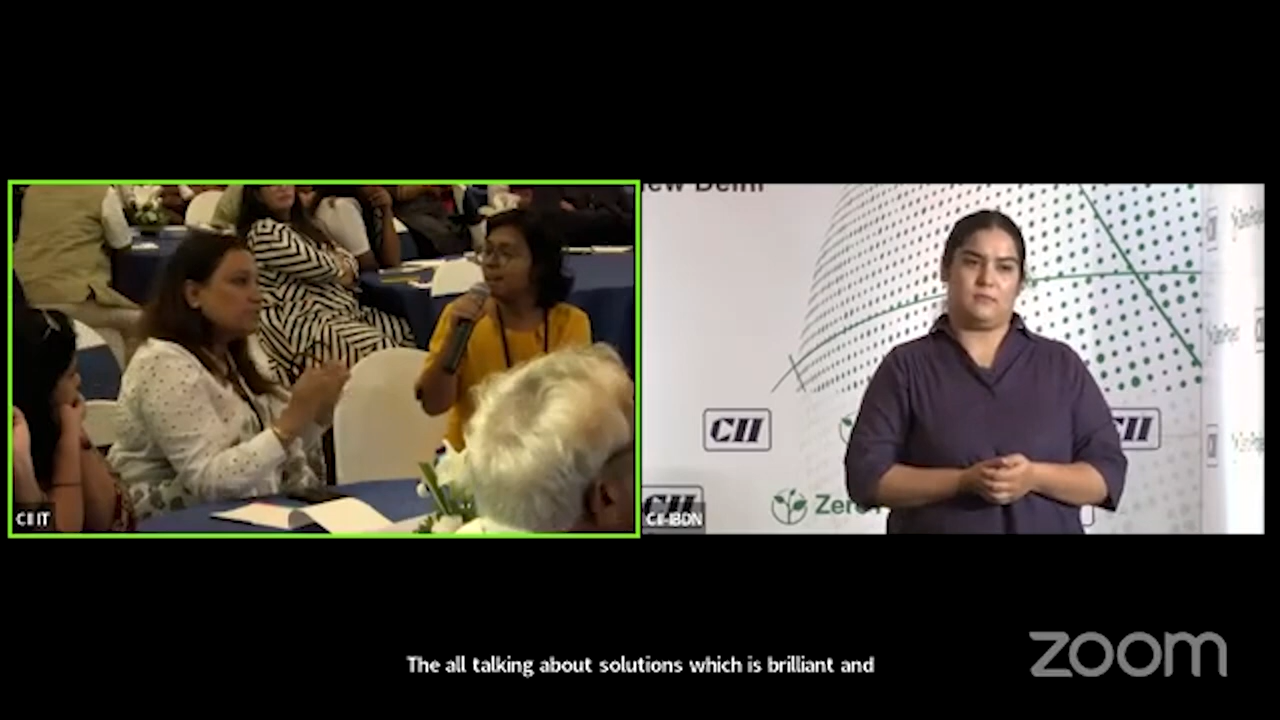 ew Delhi
CII
CII
CII
Zero
CII IT
CII-IBDN
The all talking about solutions which is brilliant and
zoom